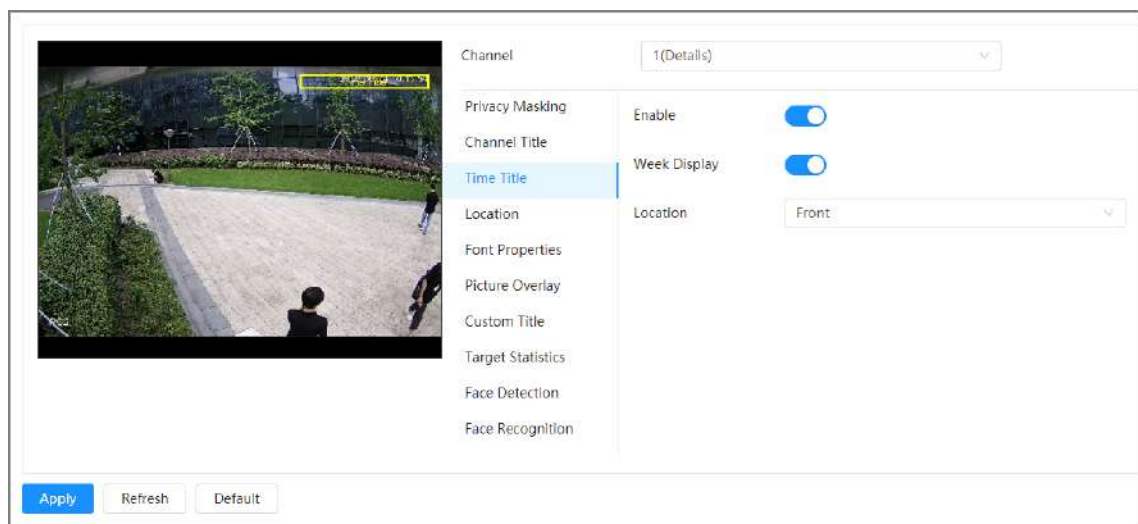 Channel
1(Details)
Privacy Masking
Channel Title
Time Title
Location
Font Properties
Picture Overlay
Custom Title
Target Statistics
Face Detection
Face Recognition
Enable
Week Display
Location
Front
Apply
Refresh
Default